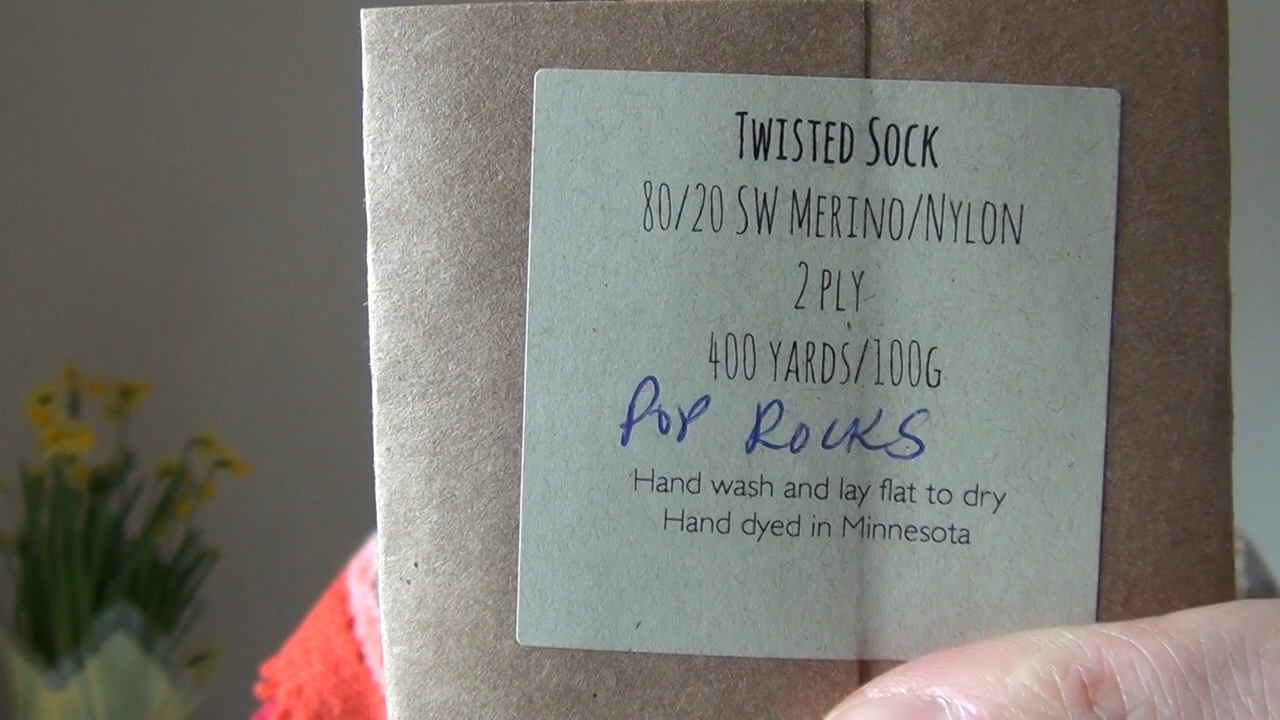 Twisted Sock
80/20 SW Merino/Nylon
2 ply
400 yards/100g
Pop Rocks
Hand wash and lay flat to dry
Hand dyed in Minnesota